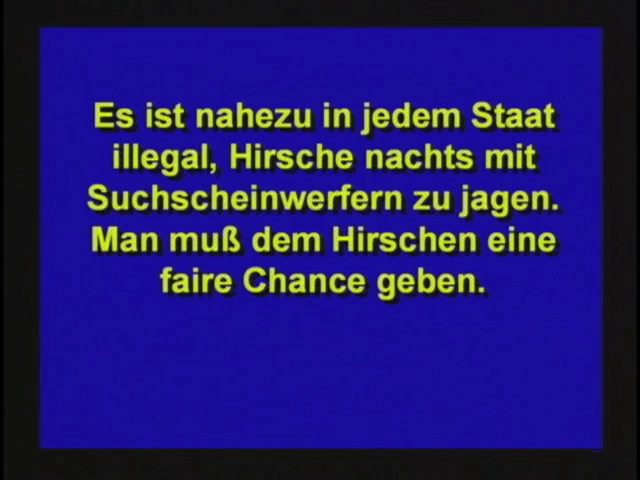 Es ist nahezu in jedem Staat
illegal, Hirsche nachts mit
Suchscheinwerfern zu jagen.
Man muß dem Hirschen eine
faire Chance geben.